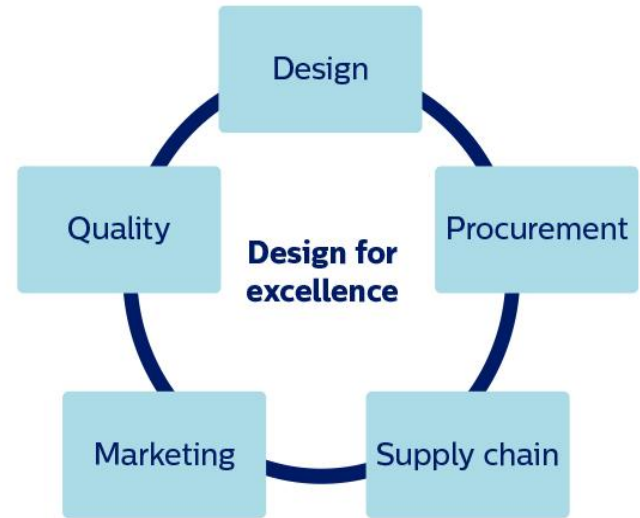 Design
Quality
Procurement
Design for
excellence
Marketing
Supply chain